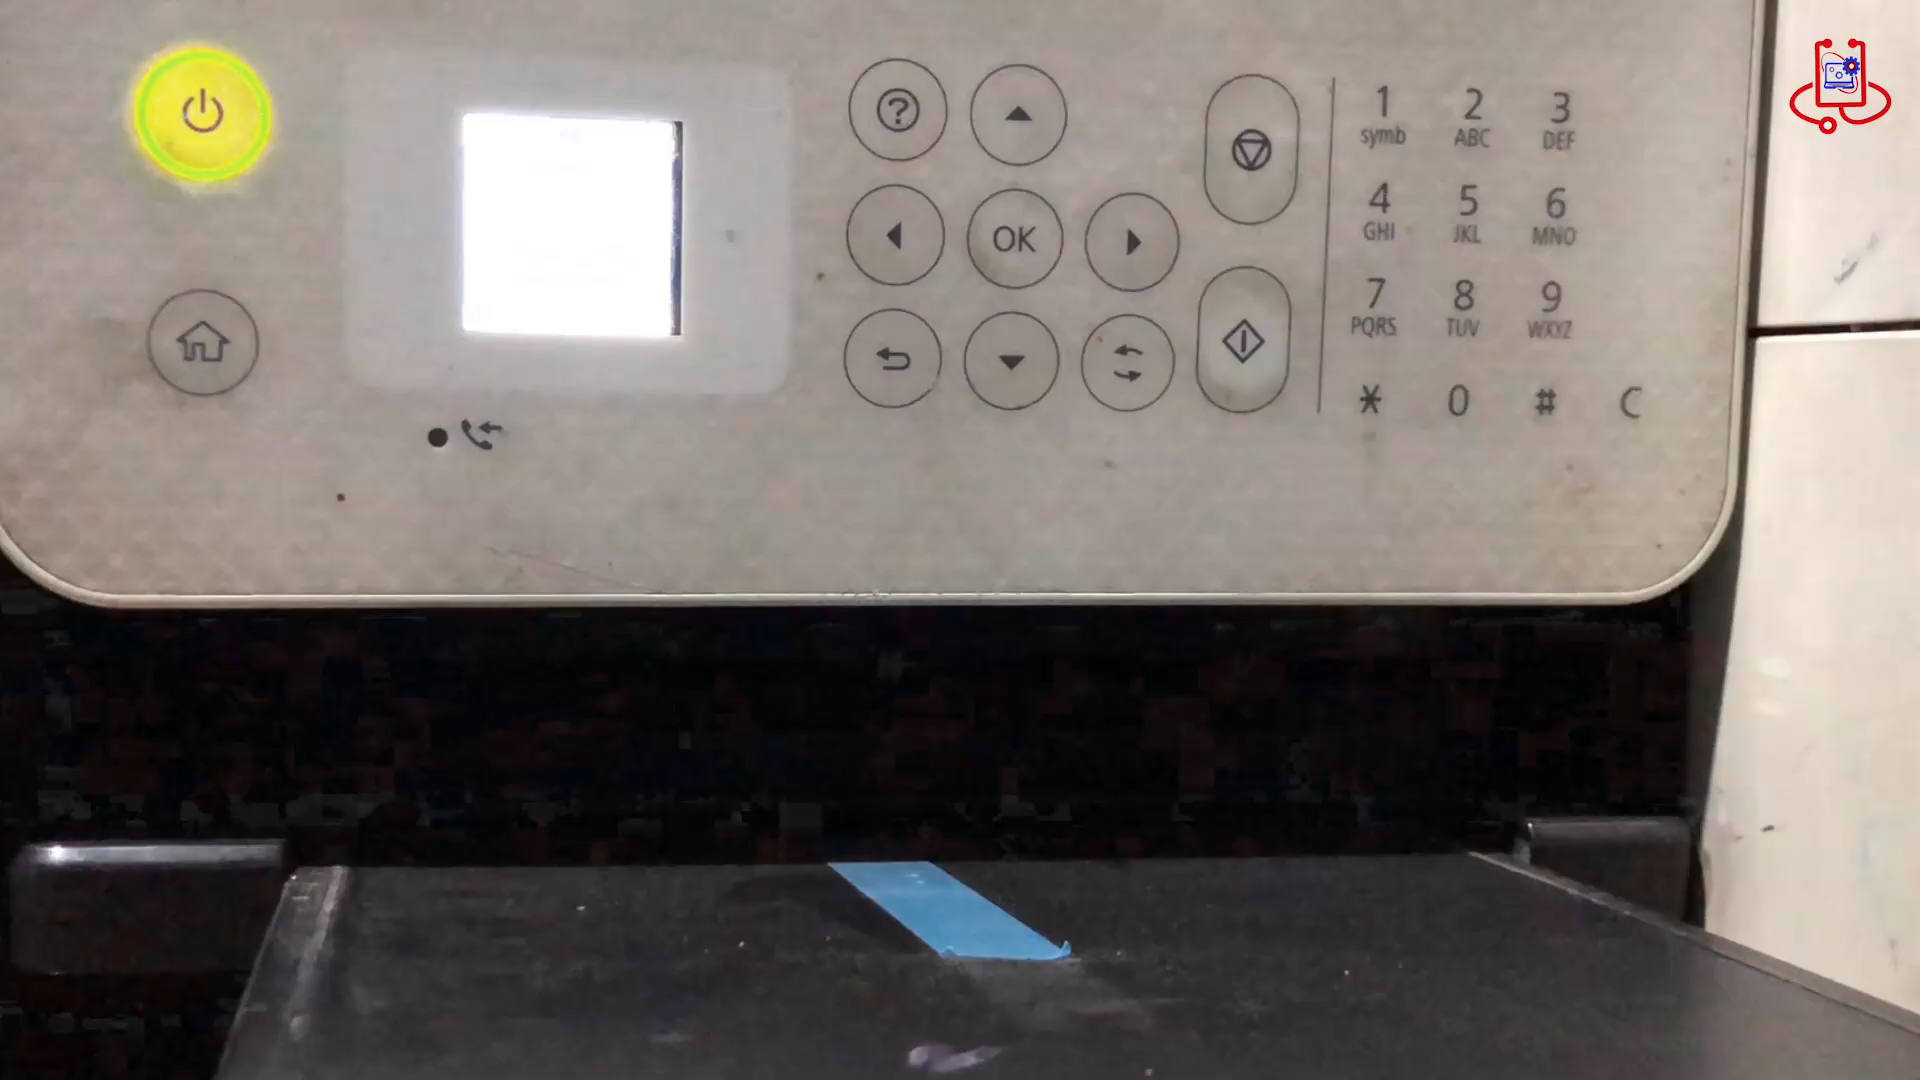 1 2 3
symb ABC DEF
OK
4 5 6
GHI JKL MNO
7 8 9
PQRS TUV WXYZ
* 0 # C